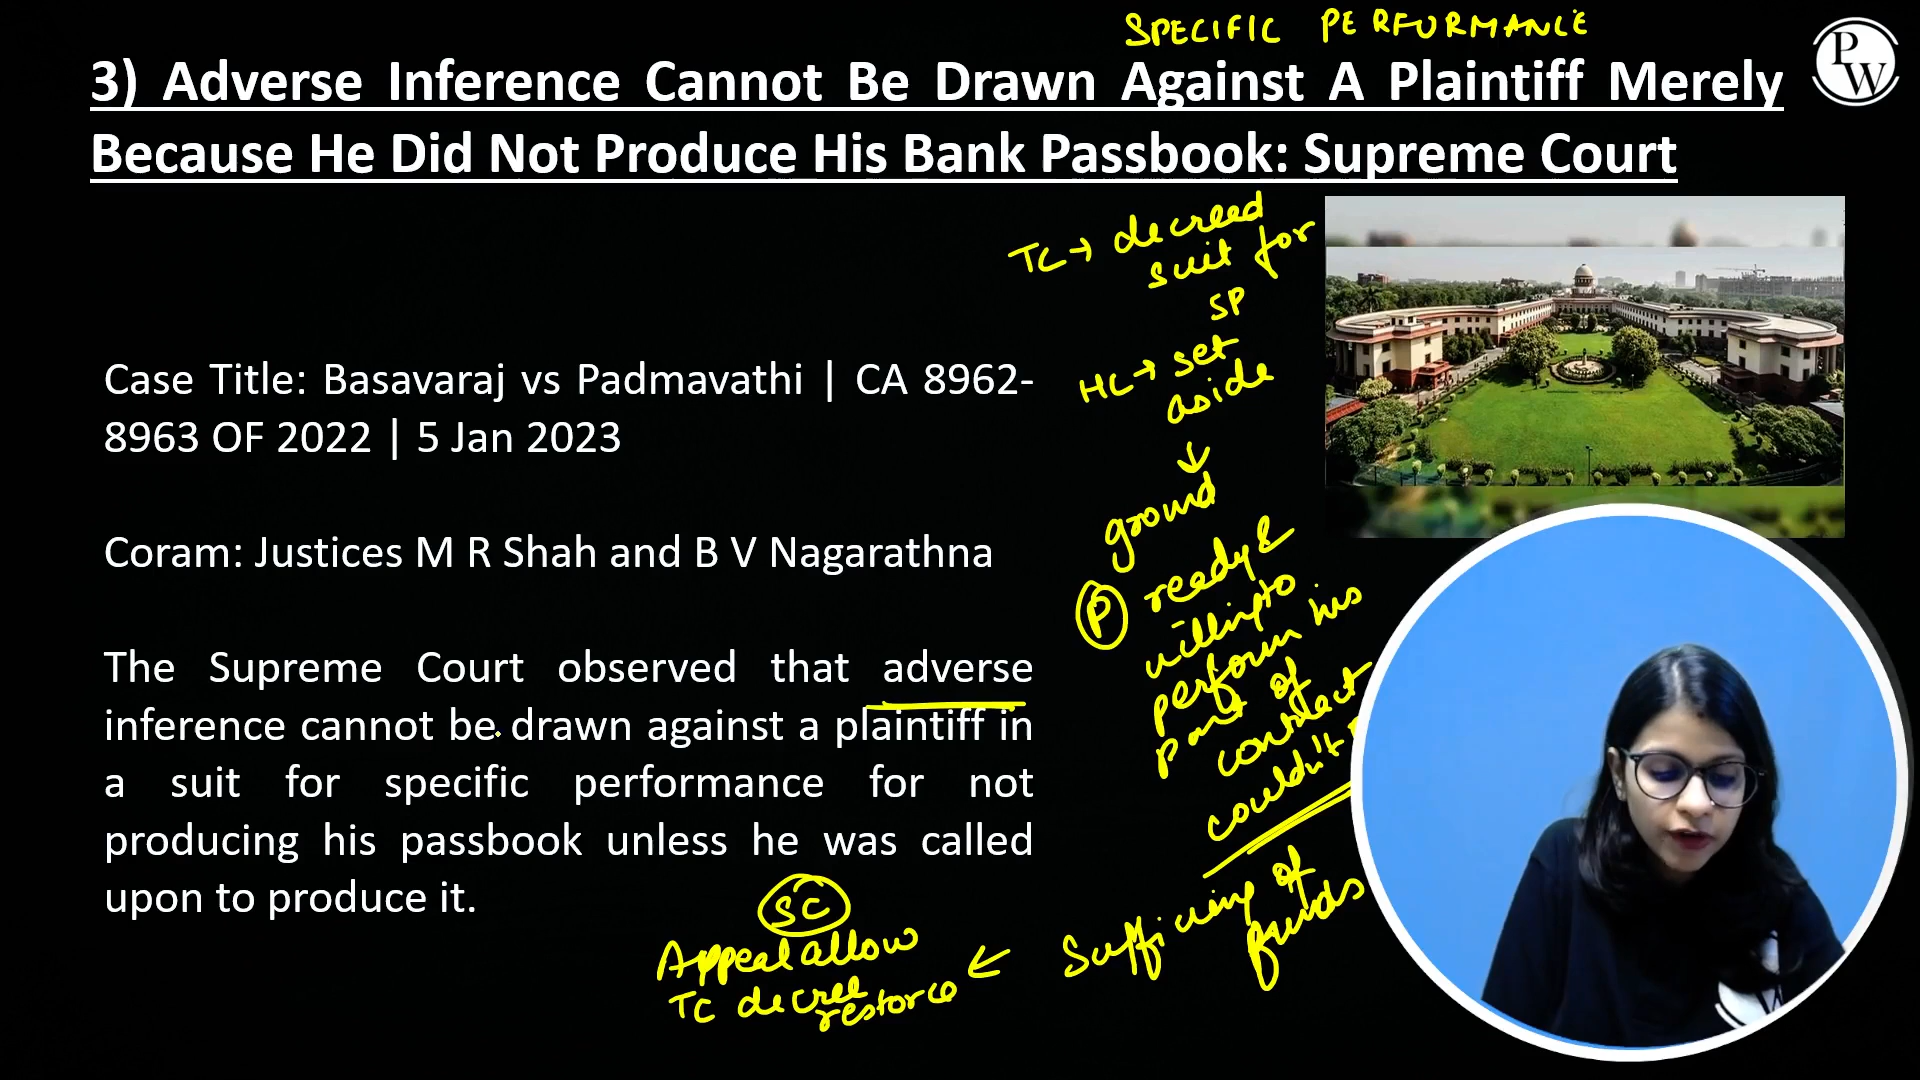 SPECIFIC PERFORMANCE
3) Adverse Inference Cannot Be Drawn Against A Plaintiff Merely
Because He Did Not Produce His Bank Passbook: Supreme Court
PW
TC → decreed
suit for
SP
HC → set
aside
↓
ground
P ready &
willing to
perform his
part of
contract
couldn't
Case Title: Basavaraj vs Padmavathi | CA 8962-
8963 OF 2022 | 5 Jan 2023
Coram: Justices M R Shah and B V Nagarathna
The Supreme Court observed that adverse
inference cannot be drawn against a plaintiff in
a suit for specific performance for not
producing his passbook unless he was called
upon to produce it.
of
funds
SC
Appeal allow ←
TC decree
restore